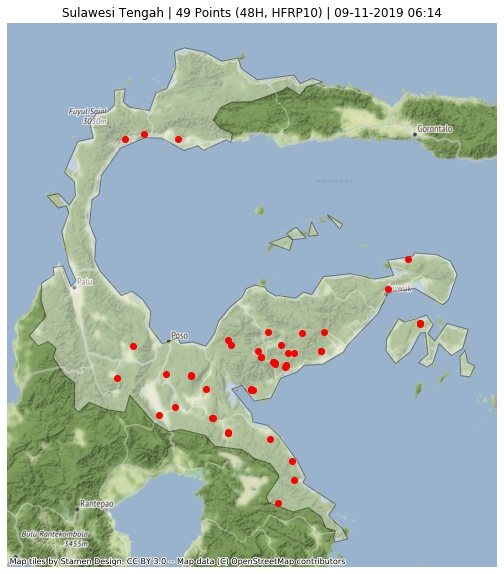 Sulawesi Tengah | 49 Points (48H, HFRP10) | 09-11-2019 06:14
Fuyul Sojol
3030m
Gorontalo
Palu
Luwuk
Poso
Rantepao
Bulu Rantekombola
3455m
Map tiles by Stamen Design, CC BY 3.0 -- Map data (C) OpenStreetMap contributors